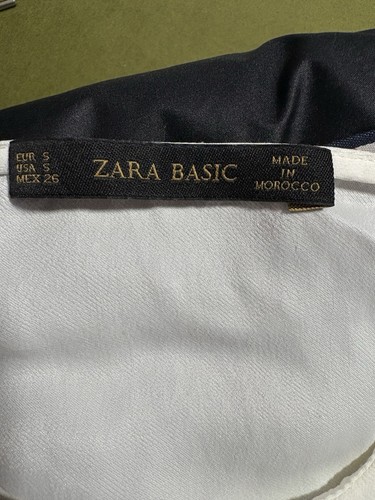 EUR S
USA S
MEX 26
ZARA BASIC
MADE
IN
MOROCCO